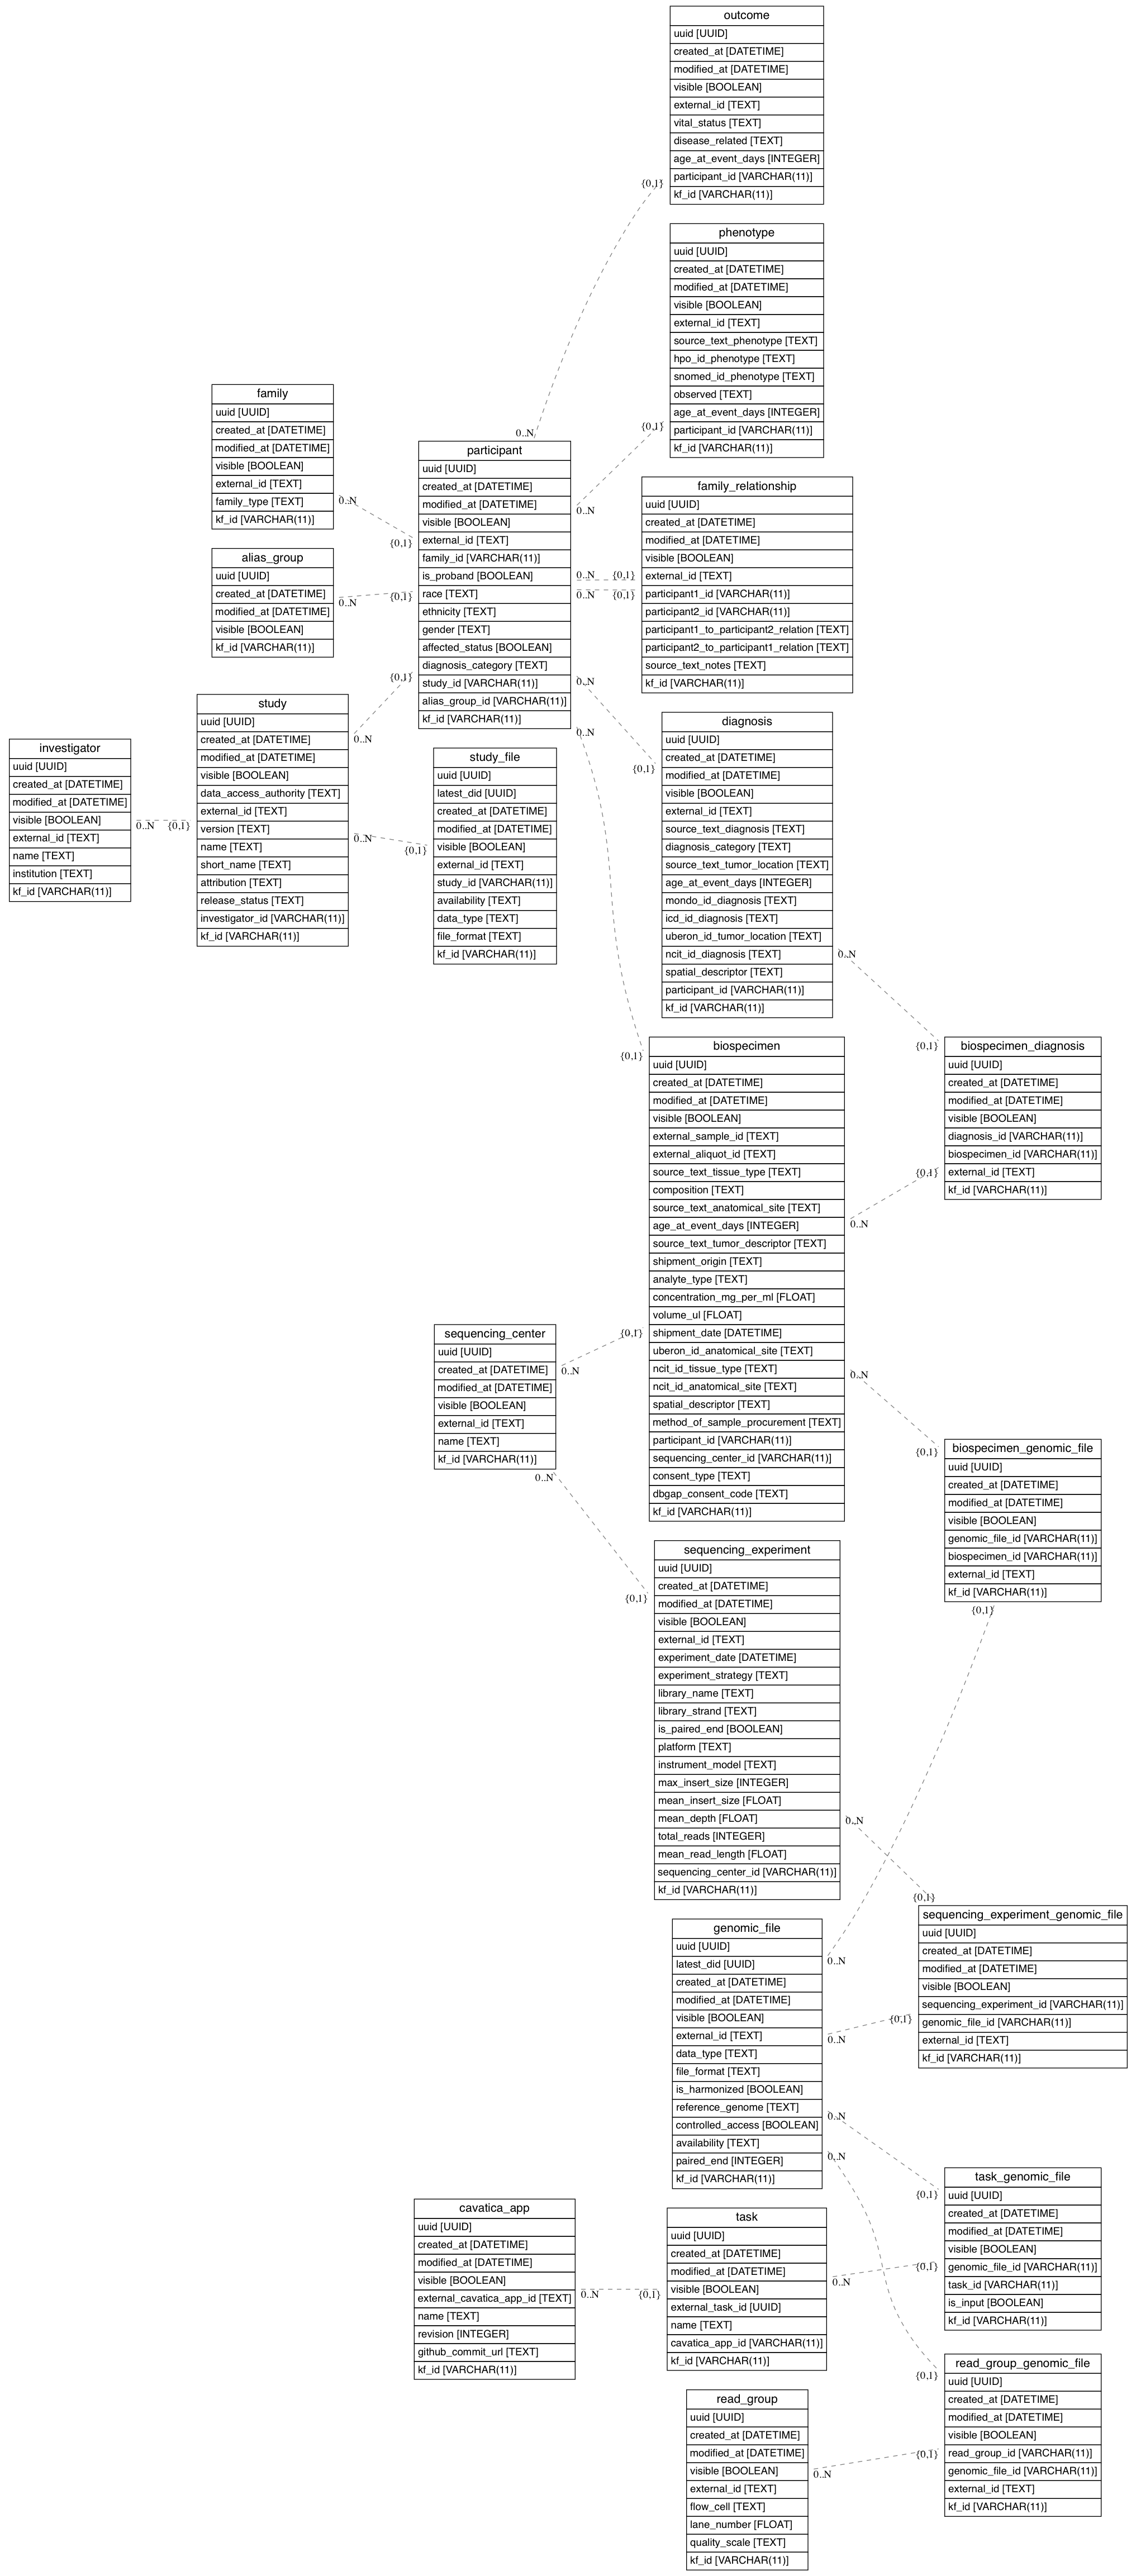 outcome
uuid [UUID]
created_at [DATETIME]
modified_at [DATETIME]
visible [BOOLEAN]
external_id [TEXT]
vital_status [TEXT]
disease_related [TEXT]
age_at_event_days [INTEGER]
participant_id [VARCHAR(11)]
kf_id [VARCHAR(11)]
{0,1}
0..N
phenotype
uuid [UUID]
created_at [DATETIME]
modified_at [DATETIME]
visible [BOOLEAN]
external_id [TEXT]
source_text_phenotype [TEXT]
hpo_id_phenotype [TEXT]
snomed_id_phenotype [TEXT]
observed [TEXT]
age_at_event_days [INTEGER]
participant_id [VARCHAR(11)]
kf_id [VARCHAR(11)]
{0,1}
0..N
family
uuid [UUID]
created_at [DATETIME]
modified_at [DATETIME]
visible [BOOLEAN]
external_id [TEXT]
family_type [TEXT]
kf_id [VARCHAR(11)]
0..N
{0,1}
participant
uuid [UUID]
created_at [DATETIME]
modified_at [DATETIME]
visible [BOOLEAN]
external_id [TEXT]
family_id [VARCHAR(11)]
is_proband [BOOLEAN]
race [TEXT]
ethnicity [TEXT]
gender [TEXT]
affected_status [BOOLEAN]
diagnosis_category [TEXT]
study_id [VARCHAR(11)]
alias_group_id [VARCHAR(11)]
kf_id [VARCHAR(11)]
family_relationship
uuid [UUID]
created_at [DATETIME]
modified_at [DATETIME]
visible [BOOLEAN]
external_id [TEXT]
participant1_id [VARCHAR(11)]
participant2_id [VARCHAR(11)]
participant1_to_participant2_relation [TEXT]
participant2_to_participant1_relation [TEXT]
source_text_notes [TEXT]
kf_id [VARCHAR(11)]
0..N
{0,1}
0..N
{0,1}
alias_group
uuid [UUID]
created_at [DATETIME]
modified_at [DATETIME]
visible [BOOLEAN]
kf_id [VARCHAR(11)]
0..N
{0,1}
study
uuid [UUID]
created_at [DATETIME]
modified_at [DATETIME]
visible [BOOLEAN]
data_access_authority [TEXT]
external_id [TEXT]
version [TEXT]
name [TEXT]
short_name [TEXT]
attribution [TEXT]
release_status [TEXT]
investigator_id [VARCHAR(11)]
kf_id [VARCHAR(11)]
0..N
{0,1}
investigator
uuid [UUID]
created_at [DATETIME]
modified_at [DATETIME]
visible [BOOLEAN]
external_id [TEXT]
name [TEXT]
institution [TEXT]
kf_id [VARCHAR(11)]
0..N
{0,1}
study_file
uuid [UUID]
latest_did [UUID]
created_at [DATETIME]
modified_at [DATETIME]
visible [BOOLEAN]
external_id [TEXT]
study_id [VARCHAR(11)]
availability [TEXT]
data_type [TEXT]
file_format [TEXT]
kf_id [VARCHAR(11)]
0..N
{0,1}
diagnosis
uuid [UUID]
created_at [DATETIME]
modified_at [DATETIME]
visible [BOOLEAN]
external_id [TEXT]
source_text_diagnosis [TEXT]
diagnosis_category [TEXT]
source_text_tumor_location [TEXT]
age_at_event_days [INTEGER]
mondo_id_diagnosis [TEXT]
icd_id_diagnosis [TEXT]
uberon_id_tumor_location [TEXT]
ncit_id_diagnosis [TEXT]
spatial_descriptor [TEXT]
participant_id [VARCHAR(11)]
kf_id [VARCHAR(11)]
0..N
{0,1}
0..N
{0,1}
biospecimen
uuid [UUID]
created_at [DATETIME]
modified_at [DATETIME]
visible [BOOLEAN]
external_sample_id [TEXT]
external_aliquot_id [TEXT]
source_text_tissue_type [TEXT]
composition [TEXT]
source_text_anatomical_site [TEXT]
age_at_event_days [INTEGER]
source_text_tumor_descriptor [TEXT]
shipment_origin [TEXT]
analyte_type [TEXT]
concentration_mg_per_ml [FLOAT]
volume_ul [FLOAT]
shipment_date [DATETIME]
uberon_id_anatomical_site [TEXT]
ncit_id_tissue_type [TEXT]
ncit_id_anatomical_site [TEXT]
spatial_descriptor [TEXT]
method_of_sample_procurement [TEXT]
participant_id [VARCHAR(11)]
sequencing_center_id [VARCHAR(11)]
consent_type [TEXT]
dbgap_consent_code [TEXT]
kf_id [VARCHAR(11)]
biospecimen_diagnosis
uuid [UUID]
created_at [DATETIME]
modified_at [DATETIME]
visible [BOOLEAN]
diagnosis_id [VARCHAR(11)]
biospecimen_id [VARCHAR(11)]
external_id [TEXT]
kf_id [VARCHAR(11)]
0..N
{0,1}
0..N
{0,1}
sequencing_center
uuid [UUID]
created_at [DATETIME]
modified_at [DATETIME]
visible [BOOLEAN]
external_id [TEXT]
name [TEXT]
kf_id [VARCHAR(11)]
0..N
{0,1}
0..N
{0,1}
biospecimen_genomic_file
uuid [UUID]
created_at [DATETIME]
modified_at [DATETIME]
visible [BOOLEAN]
genomic_file_id [VARCHAR(11)]
biospecimen_id [VARCHAR(11)]
external_id [TEXT]
kf_id [VARCHAR(11)]
0..N
{0,1}
{0,1}
0..N
sequencing_experiment
uuid [UUID]
created_at [DATETIME]
modified_at [DATETIME]
visible [BOOLEAN]
external_id [TEXT]
experiment_date [DATETIME]
experiment_strategy [TEXT]
library_name [TEXT]
library_strand [TEXT]
is_paired_end [BOOLEAN]
platform [TEXT]
instrument_model [TEXT]
max_insert_size [INTEGER]
mean_insert_size [FLOAT]
mean_depth [FLOAT]
total_reads [INTEGER]
mean_read_length [FLOAT]
sequencing_center_id [VARCHAR(11)]
kf_id [VARCHAR(11)]
0..N
{0,1}
sequencing_experiment_genomic_file
uuid [UUID]
created_at [DATETIME]
modified_at [DATETIME]
visible [BOOLEAN]
sequencing_experiment_id [VARCHAR(11)]
genomic_file_id [VARCHAR(11)]
external_id [TEXT]
kf_id [VARCHAR(11)]
genomic_file
uuid [UUID]
latest_did [UUID]
created_at [DATETIME]
modified_at [DATETIME]
visible [BOOLEAN]
external_id [TEXT]
data_type [TEXT]
file_format [TEXT]
is_harmonized [BOOLEAN]
reference_genome [TEXT]
controlled_access [BOOLEAN]
availability [TEXT]
paired_end [INTEGER]
kf_id [VARCHAR(11)]
0..N
{0,1}
0..N
{0,1}
0..N
{0,1}
task_genomic_file
uuid [UUID]
created_at [DATETIME]
modified_at [DATETIME]
visible [BOOLEAN]
genomic_file_id [VARCHAR(11)]
task_id [VARCHAR(11)]
is_input [BOOLEAN]
kf_id [VARCHAR(11)]
cavatica_app
uuid [UUID]
created_at [DATETIME]
modified_at [DATETIME]
visible [BOOLEAN]
external_cavatica_app_id [TEXT]
name [TEXT]
revision [INTEGER]
github_commit_url [TEXT]
kf_id [VARCHAR(11)]
0..N
{0,1}
task
uuid [UUID]
created_at [DATETIME]
modified_at [DATETIME]
visible [BOOLEAN]
external_task_id [UUID]
name [TEXT]
cavatica_app_id [VARCHAR(11)]
kf_id [VARCHAR(11)]
0..N
{0,1}
read_group_genomic_file
uuid [UUID]
created_at [DATETIME]
modified_at [DATETIME]
visible [BOOLEAN]
read_group_id [VARCHAR(11)]
genomic_file_id [VARCHAR(11)]
external_id [TEXT]
kf_id [VARCHAR(11)]
read_group
uuid [UUID]
created_at [DATETIME]
modified_at [DATETIME]
visible [BOOLEAN]
external_id [TEXT]
flow_cell [TEXT]
lane_number [FLOAT]
quality_scale [TEXT]
kf_id [VARCHAR(11)]
0..N
{0,1}